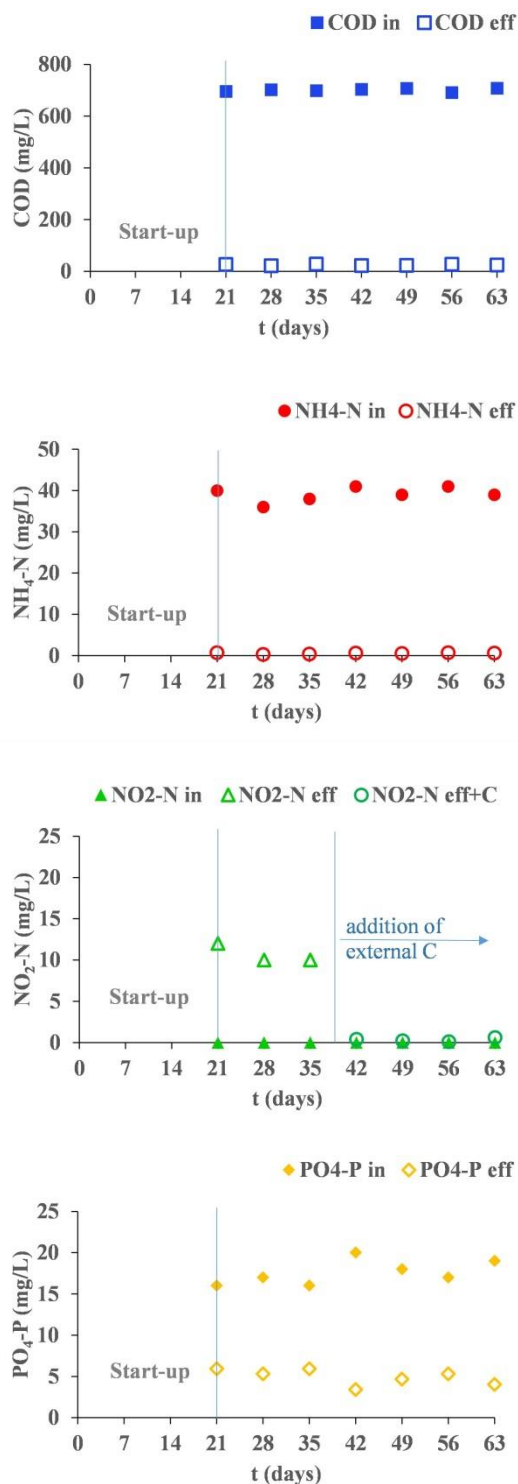 COD in COD eff
800
600
400
200
0
COD (mg/L)
Start-up
0 7 14 21 28 35 42 49 56 63
t (days)
NH4-N in NH4-N eff
50
40
30
20
10
0
NH₄-N (mg/L)
Start-up
0 7 14 21 28 35 42 49 56 63
t (days)
NO2-N in NO2-N eff NO2-N eff+C
25
20
15
10
5
0
NO₂-N (mg/L)
Start-up
addition of
external C
0 7 14 21 28 35 42 49 56 63
t (days)
PO4-P in PO4-P eff
25
20
15
10
5
0
PO₄-P (mg/L)
Start-up
0 7 14 21 28 35 42 49 56 63
t (days)